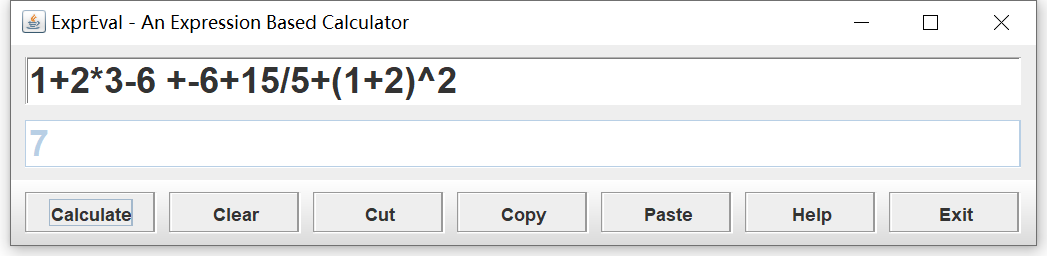 ExprEval - An Expression Based Calculator
1+2*3-6 +-6+15/5+(1+2)^2
7
Calculate Clear Cut Copy Paste Help Exit